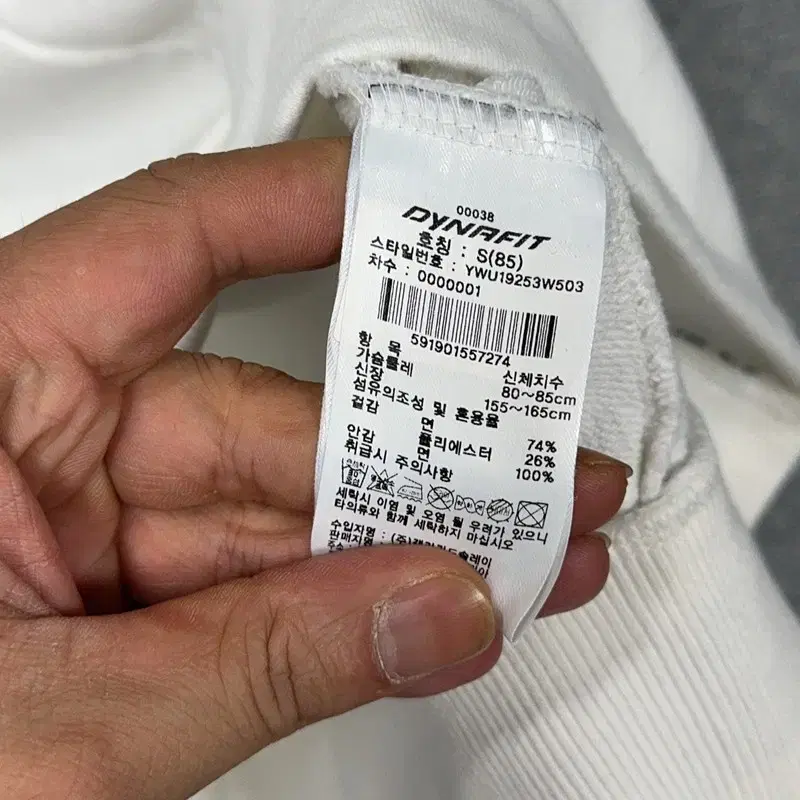 00038
DYNAFIT
호칭 : S(85)
스타일번호 : YWU19253W503
차수 : 0000001
591901557274
항 목 신체치수
가슴둘레 80~85cm
신장 155~165cm
섬유의조성 및 혼용율
겉감 면 74%
폴리에스터 26%
안감 면 100%
취급시 주의사항
세탁시 이염 및 오염 될 우려가 있으니
타의류와 함께 세탁하지 마십시오
수입자명 :
판매자명 :